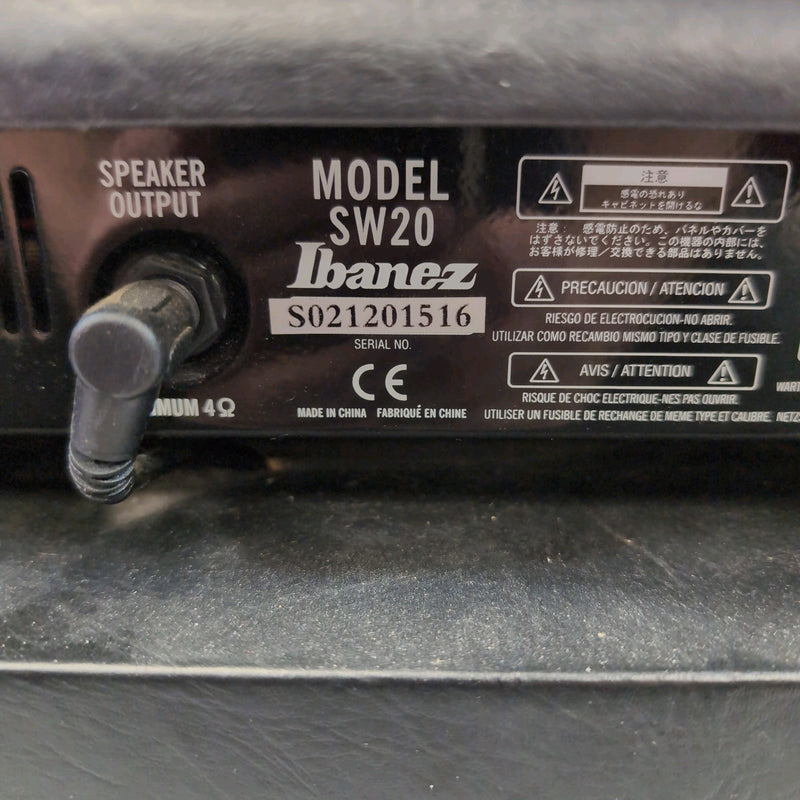 SPEAKER
OUTPUT
MUM 4Ω
MODEL
SW20
Ibanez
S021201516
SERIAL NO.
CE
MADE IN CHINA FABRIQUÉ EN CHINE
注意
感電の恐れあり
キャビネットを開けるな
注意: 感電防止のため、パネルやカバーを
はずさないでください。この機器の内部には、
お客様が修理/交換できる部品はありません。
PRECAUCION / ATENCION
RIESGO DE ELECTROCUCION-NO ABRIR.
UTILIZAR COMO RECAMBIO MISMO TIPO Y CLASE DE FUSIBLE.
AVIS / ATTENTION
RISQUE DE CHOC ELECTRIQUE-NES PAS OUVRIR.
UTILISER UN FUSIBLE DE RECHANGE DE MEME TYPE ET CALIBRE.
WART
NETZS